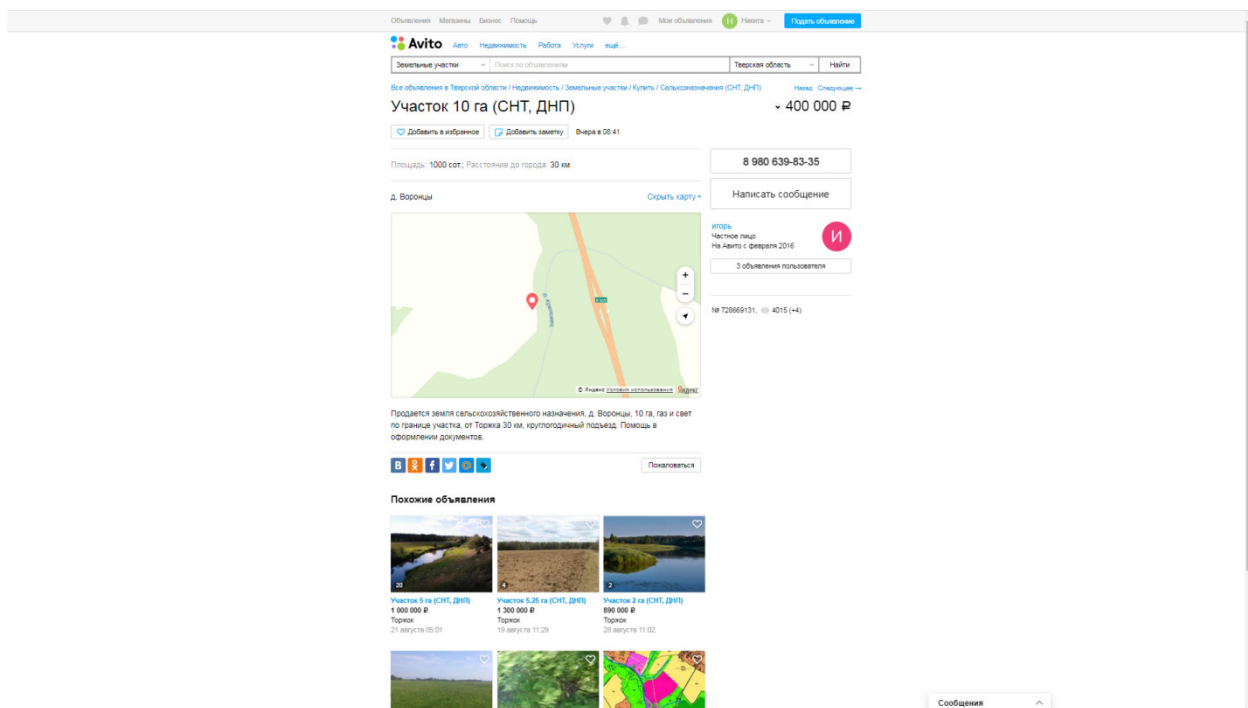 Объявления Магазины Бизнес Помощь Мои объявления Н Никита Подать объявление
Avito Авто Недвижимость Работа Услуги ещё...
Земельные участки Поиск по объявлениям Тверская область Найти
Все объявления в Тверской области / Недвижимость / Земельные участки / Купить / Сельхозназначения (СНТ, ДНП) Назад Следующее →
Участок 10 га (СНТ, ДНП) 400 000 ₽
Добавить в избранное Добавить заметку Вчера в 08:41
Площадь: 1000 сот.; Расстояние до города: 30 км
8 980 639-83-35
Написать сообщение
д. Воронцы Скрыть карту
игорь
Частное лицо
На Авито с февраля 2016
И
3 объявления пользователя
№ 728669131, 4015 (+4)
+
−
© Яндекс Условия использования Яндекс
Продается земля сельскохозяйственного назначения, д. Воронцы, 10 га, газ и свет
по границе участка, от Торжка 30 км, круглогодичный подъезд. Помощь в
оформлении документов.
Пожаловаться
Похожие объявления
20 4 2
Участок 5 га (СНТ, ДНП) Участок 5.25 га (СНТ, ДНП) Участок 2 га (СНТ, ДНП)
1 000 000 ₽ 1 300 000 ₽ 890 000 ₽
Торжок Торжок Торжок
21 августа 05:01 19 августа 11:29 28 августа 11:02
Сообщения